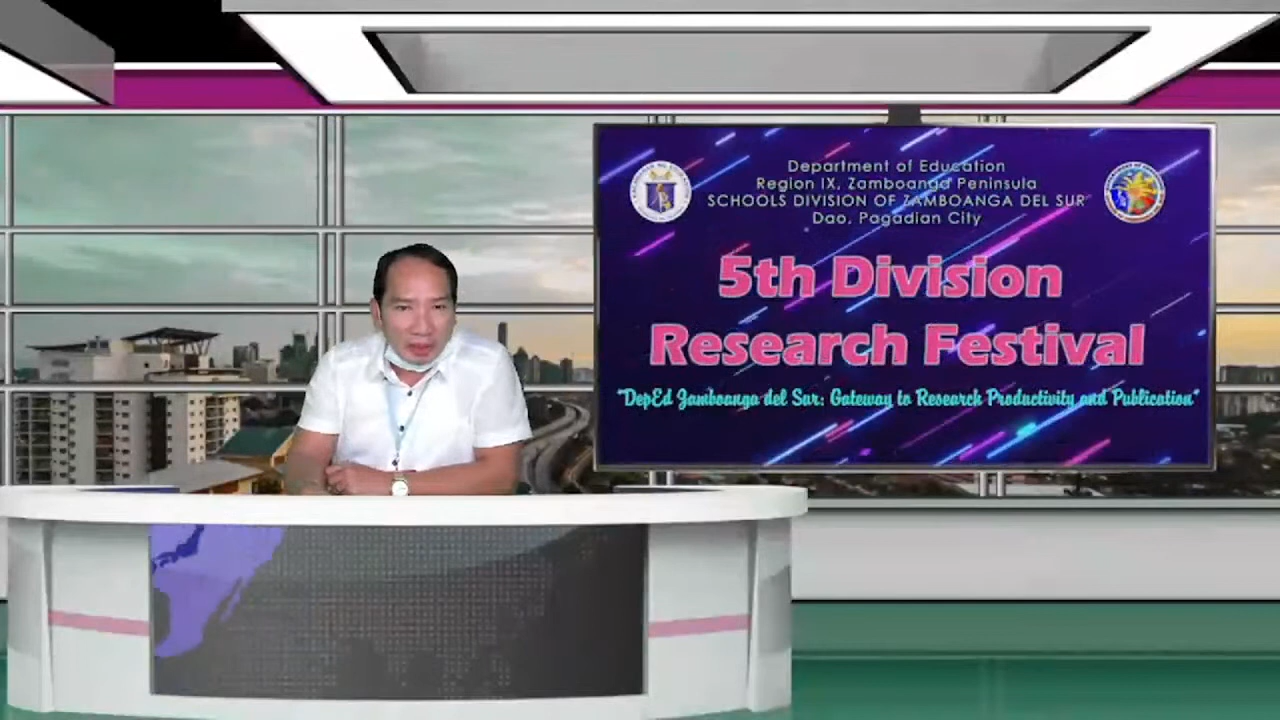 Department of Education
Region IX, Zamboanga Peninsula
SCHOOLS DIVISION OF ZAMBOANGA DEL SUR
Dao, Pagadian City
5th Division
Research Festival
"DepEd Zamboanga del Sur: Gateway to Research Productivity and Publication"